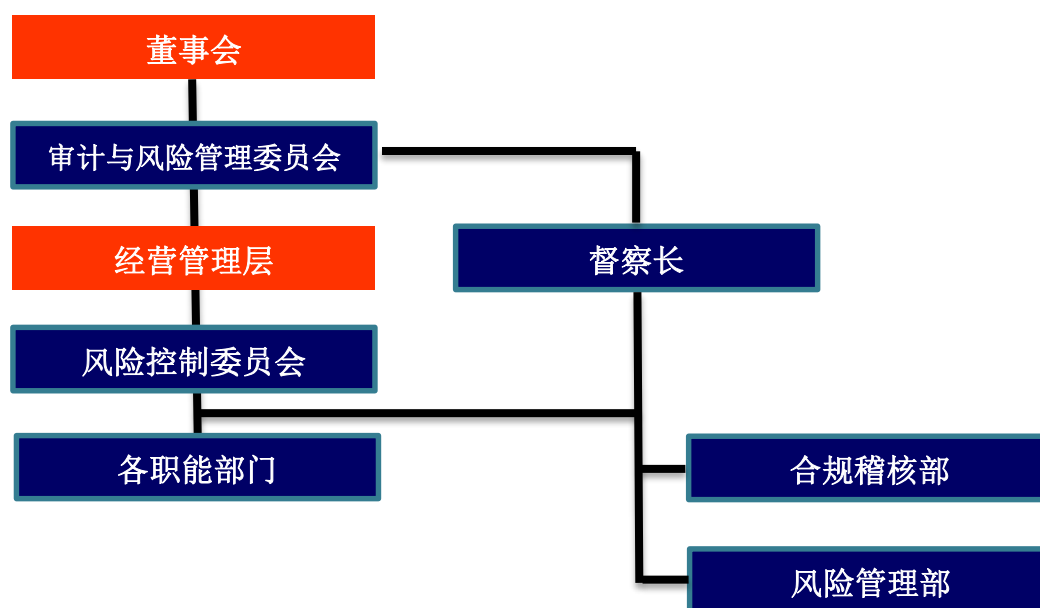 董事会
审计与风险管理委员会
经营管理层
督察长
风险控制委员会
各职能部门
合规稽核部
风险管理部